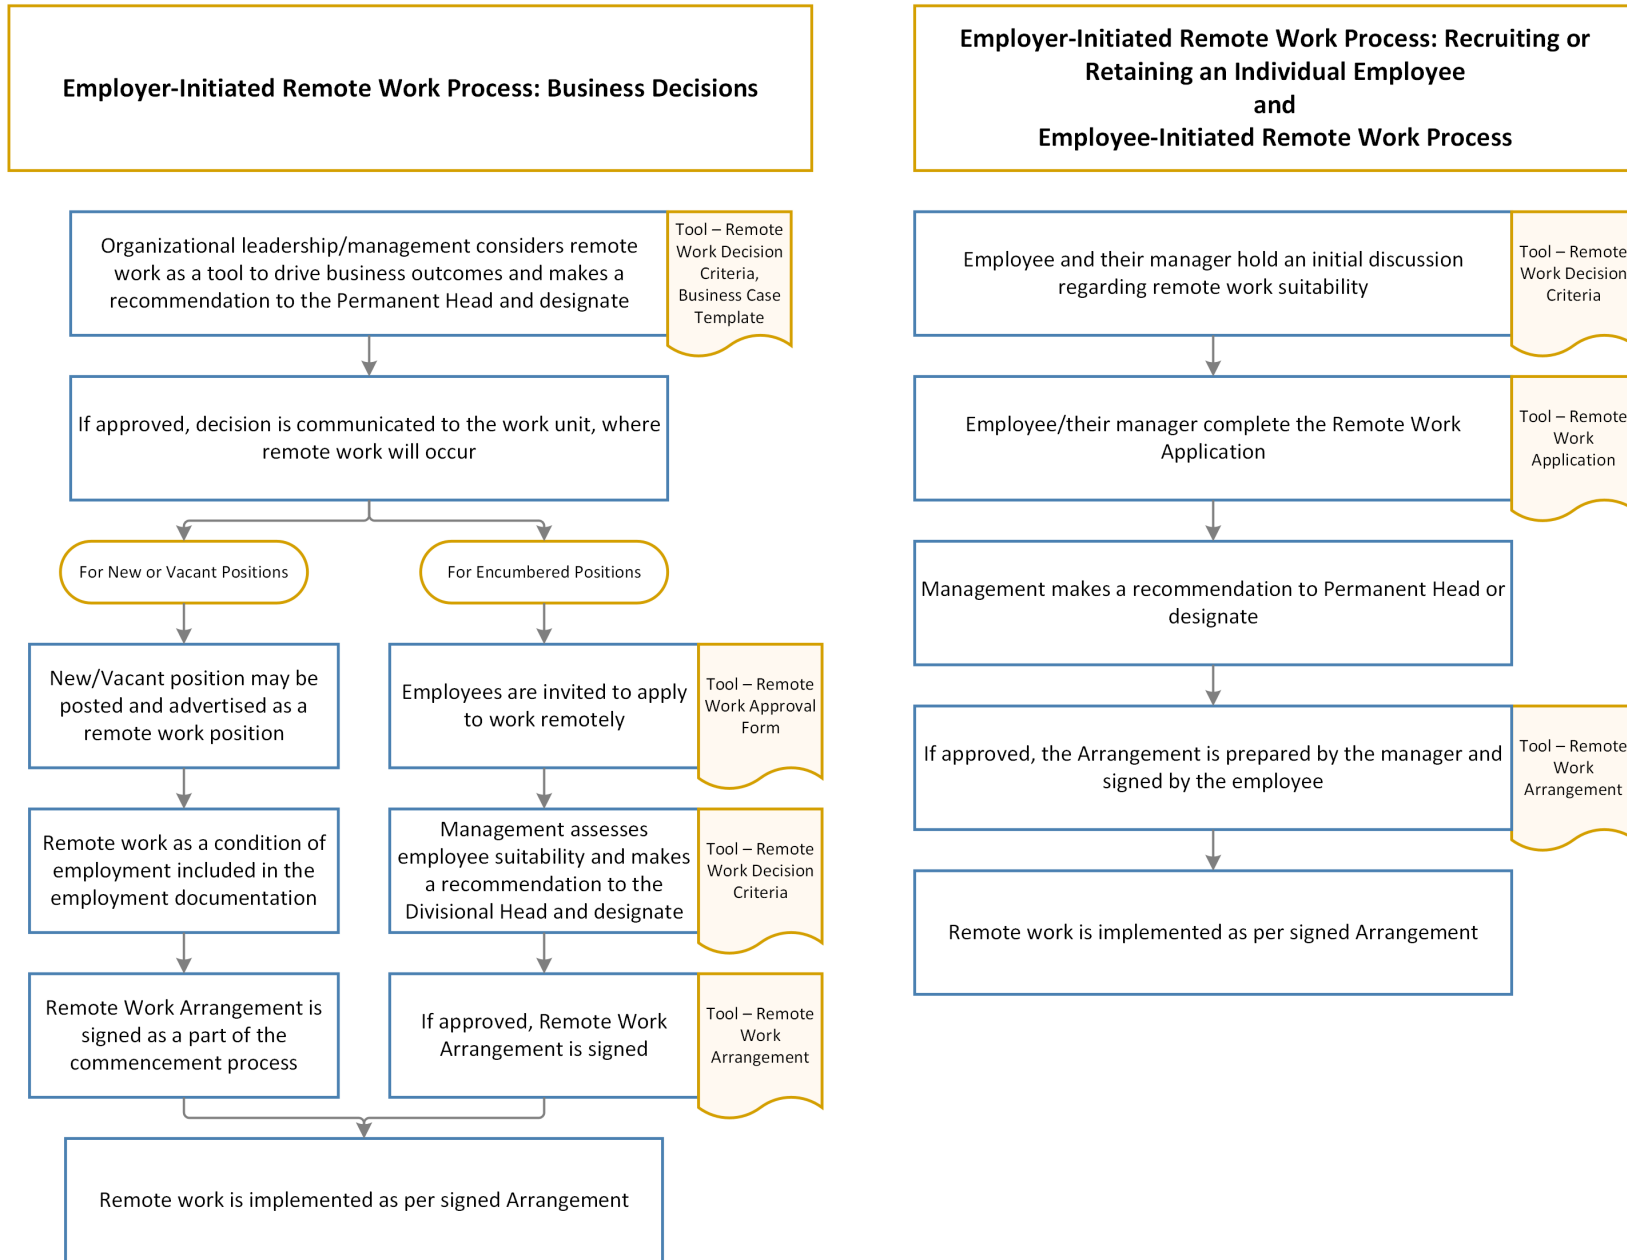 Employer-Initiated Remote Work Process: Business Decisions
Organizational leadership/management considers remote
work as a tool to drive business outcomes and makes a
recommendation to the Permanent Head and designate
Tool – Remote
Work Decision
Criteria,
Business Case
Template
If approved, decision is communicated to the work unit, where
remote work will occur
For New or Vacant Positions
New/Vacant position may be
posted and advertised as a
remote work position
Remote work as a condition of
employment included in the
employment documentation
Remote Work Arrangement is
signed as a part of the
commencement process
For Encumbered Positions
Employees are invited to apply
to work remotely
Tool – Remote
Work Approval
Form
Management assesses
employee suitability and makes
a recommendation to the
Divisional Head and designate
Tool – Remote
Work Decision
Criteria
If approved, Remote Work
Arrangement is signed
Tool – Remote
Work
Arrangement
Remote work is implemented as per signed Arrangement
Employer-Initiated Remote Work Process: Recruiting or
Retaining an Individual Employee
and
Employee-Initiated Remote Work Process
Employee and their manager hold an initial discussion
regarding remote work suitability
Tool – Remote
Work Decision
Criteria
Employee/their manager complete the Remote Work
Application
Tool – Remote
Work
Application
Management makes a recommendation to Permanent Head or
designate
If approved, the Arrangement is prepared by the manager and
signed by the employee
Tool – Remote
Work
Arrangement
Remote work is implemented as per signed Arrangement